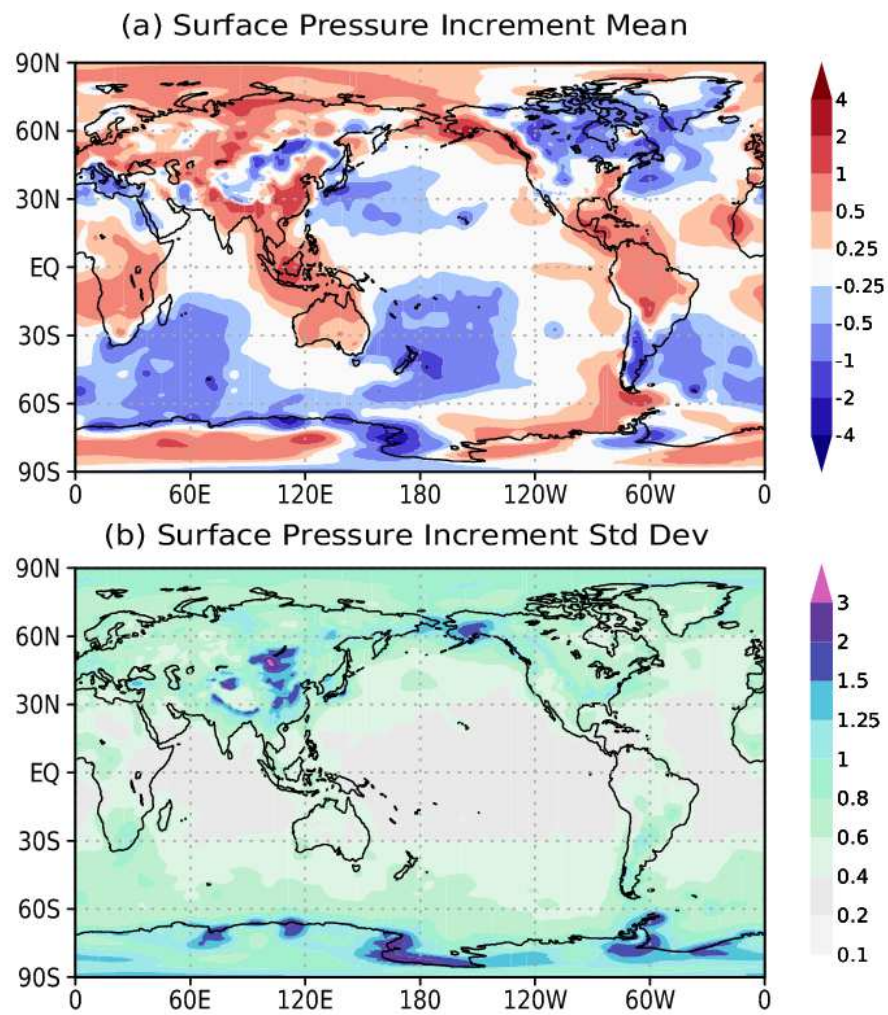 (a) Surface Pressure Increment Mean
90N
60N
30N
EQ
30S
60S
90S
0 60E 120E 180 120W 60W 0
4
2
1
0.5
0.25
-0.25
-0.5
-1
-2
-4
(b) Surface Pressure Increment Std Dev
90N
60N
30N
EQ
30S
60S
90S
0 60E 120E 180 120W 60W 0
3
2
1.5
1.25
1
0.8
0.6
0.4
0.2
0.1